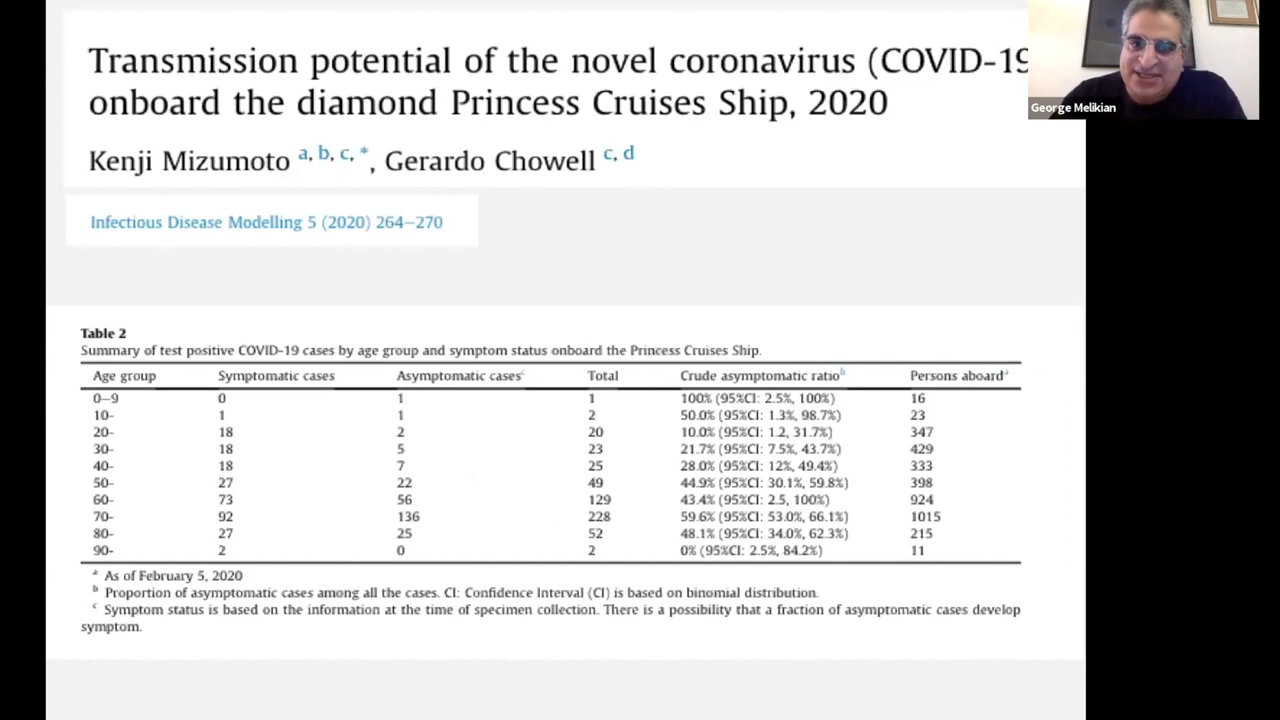 Transmission potential of the novel coronavirus (COVID-19
onboard the diamond Princess Cruises Ship, 2020
Kenji Mizumoto a, b, c, *, Gerardo Chowell c, d
Infectious Disease Modelling 5 (2020) 264–270
George Melikian
Table 2
Summary of test positive COVID-19 cases by age group and symptom status onboard the Princess Cruises Ship.
Age group Symptomatic cases Asymptomatic cases c Total Crude asymptomatic ratio b Persons aboard a
0–9 0 1 1 100% (95%CI: 2.5%, 100%) 16
10- 1 1 2 50.0% (95%CI: 1.3%, 98.7%) 23
20- 18 2 20 10.0% (95%CI: 1.2, 31.7%) 347
30- 18 5 23 21.7% (95%CI: 7.5%, 43.7%) 429
40- 18 7 25 28.0% (95%CI: 12%, 49.4%) 333
50- 27 22 49 44.9% (95%CI: 30.1%, 59.8%) 398
60- 73 56 129 43.4% (95%CI: 2.5, 100%) 924
70- 92 136 228 59.6% (95%CI: 53.0%, 66.1%) 1015
80- 27 25 52 48.1% (95%CI: 34.0%, 62.3%) 215
90- 2 0 2 0% (95%CI: 2.5%, 84.2%) 11
a As of February 5, 2020
b Proportion of asymptomatic cases among all the cases. CI: Confidence Interval (CI) is based on binomial distribution.
c Symptom status is based on the information at the time of specimen collection. There is a possibility that a fraction of asymptomatic cases develop
symptom.